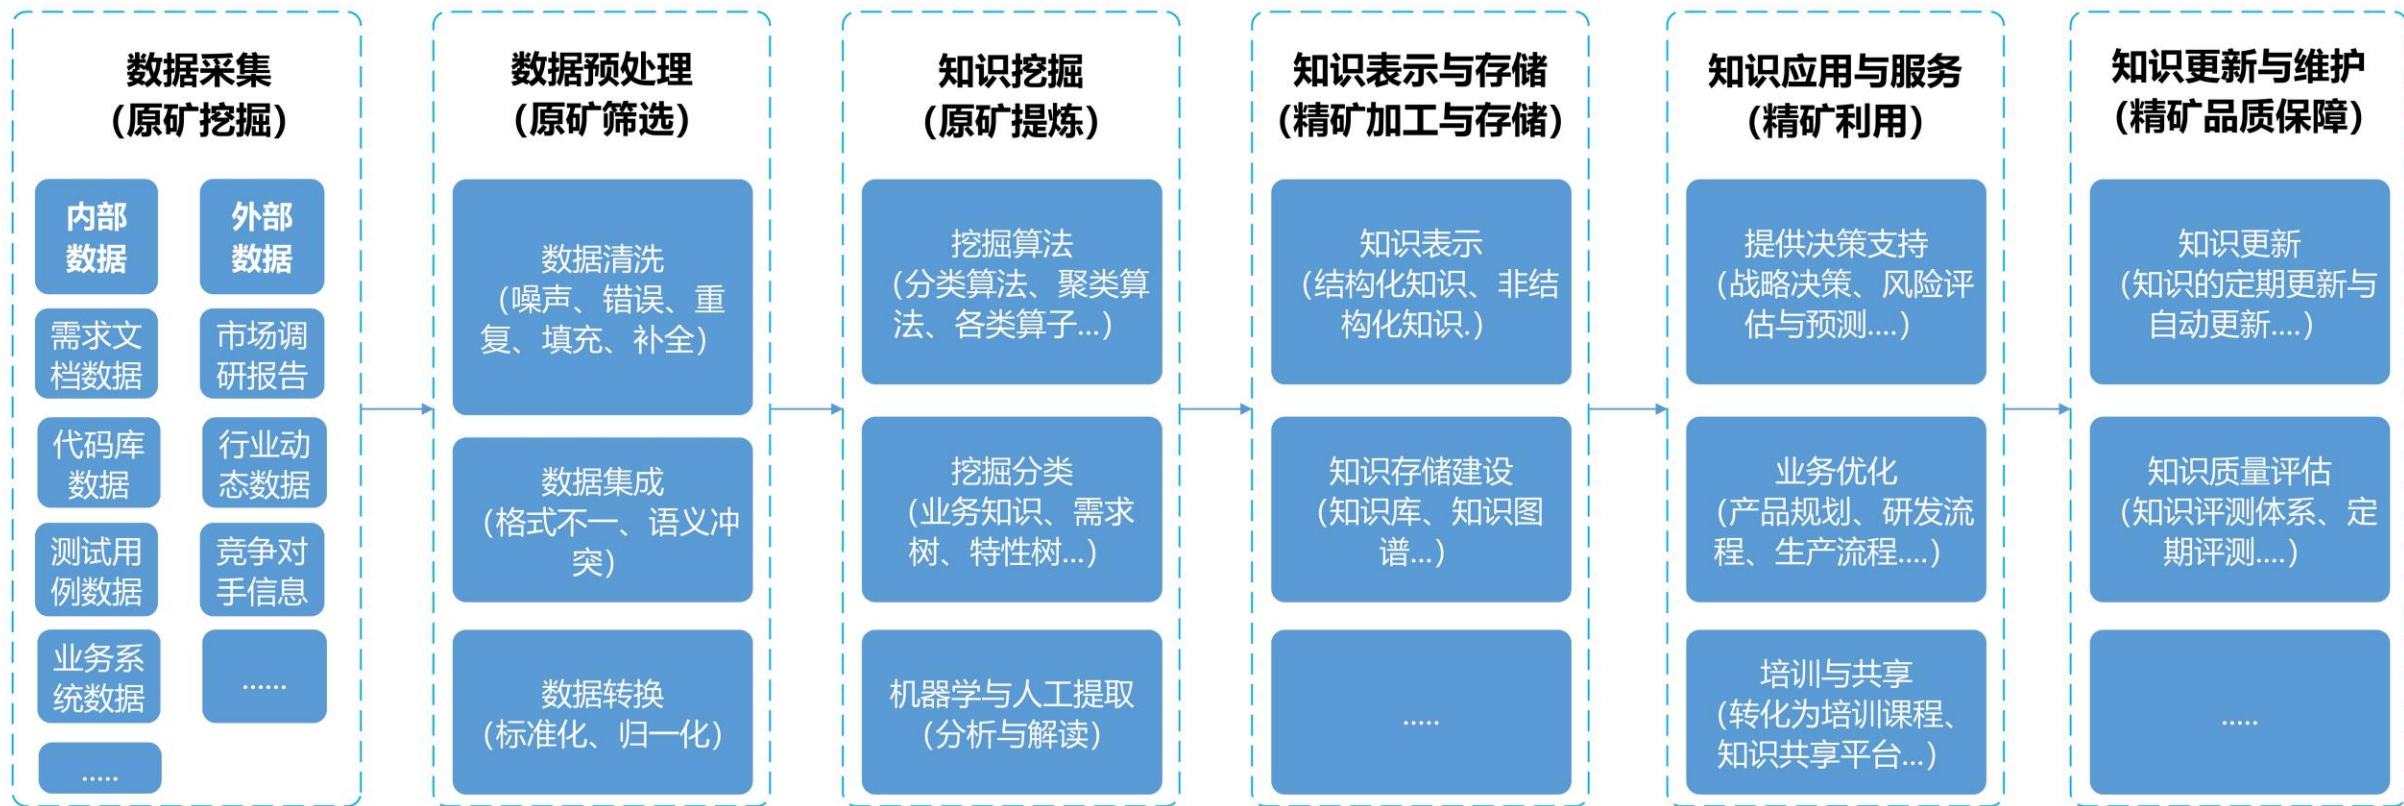 数据采集
（原矿挖掘）
内部
数据
外部
数据
需求文
档数据
市场调
研报告
代码库
数据
行业动
态数据
测试用
例数据
竞争对
手信息
业务系
统数据
......
.....
数据预处理
（原矿筛选）
数据清洗
（噪声、错误、重
复、填充、补全）
数据集成
（格式不一、语义冲
突）
数据转换
（标准化、归一化）
知识挖掘
（原矿提炼）
挖掘算法
（分类算法、聚类算
法、各类算子...）
挖掘分类
（业务知识、需求
树、特性树...）
机器学与人工提取
（分析与解读）
知识表示与存储
（精矿加工与存储）
知识表示
（结构化知识、非结
构化知识.）
知识存储建设
（知识库、知识图
谱...）
.....
知识应用与服务
（精矿利用）
提供决策支持
（战略决策、风险评
估与预测....）
业务优化
（产品规划、研发流
程、生产流程....）
培训与共享
（转化为培训课程、
知识共享平台...）
知识更新与维护
（精矿品质保障）
知识更新
（知识的定期更新与
自动更新....）
知识质量评估
（知识评测体系、定
期评测....）
.....